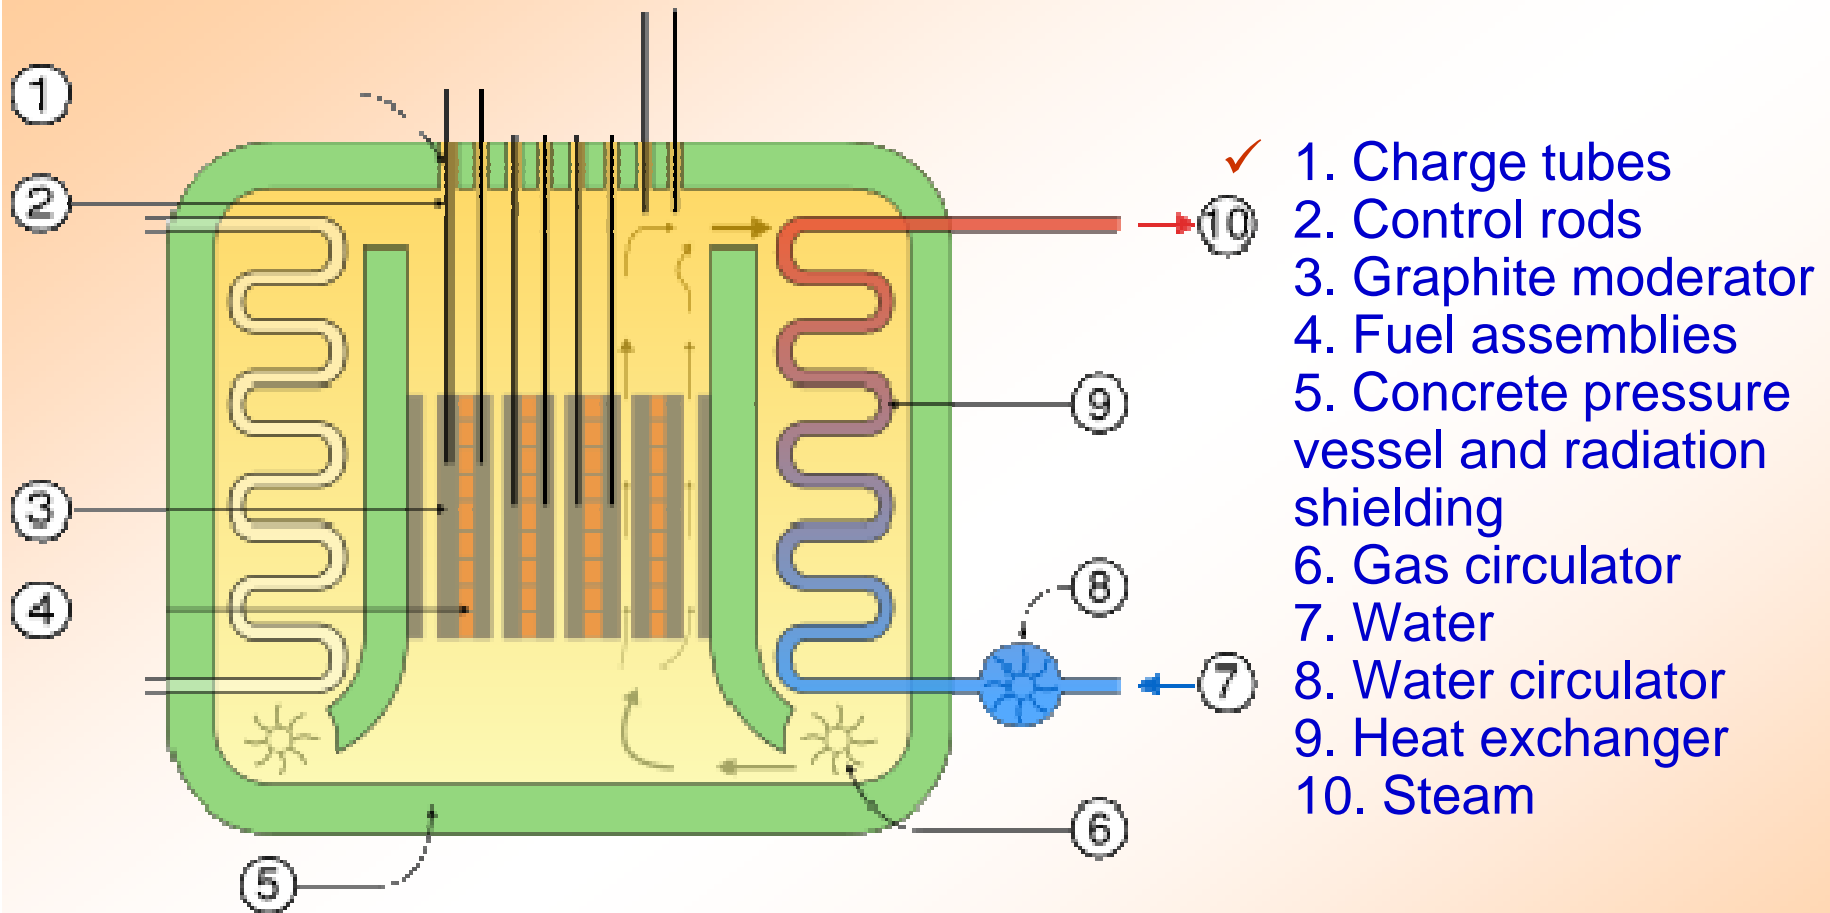 1
2
3
4
5
6
7
8
9
10
✓ 1. Charge tubes
2. Control rods
3. Graphite moderator
4. Fuel assemblies
5. Concrete pressure
vessel and radiation
shielding
6. Gas circulator
7. Water
8. Water circulator
9. Heat exchanger
10. Steam